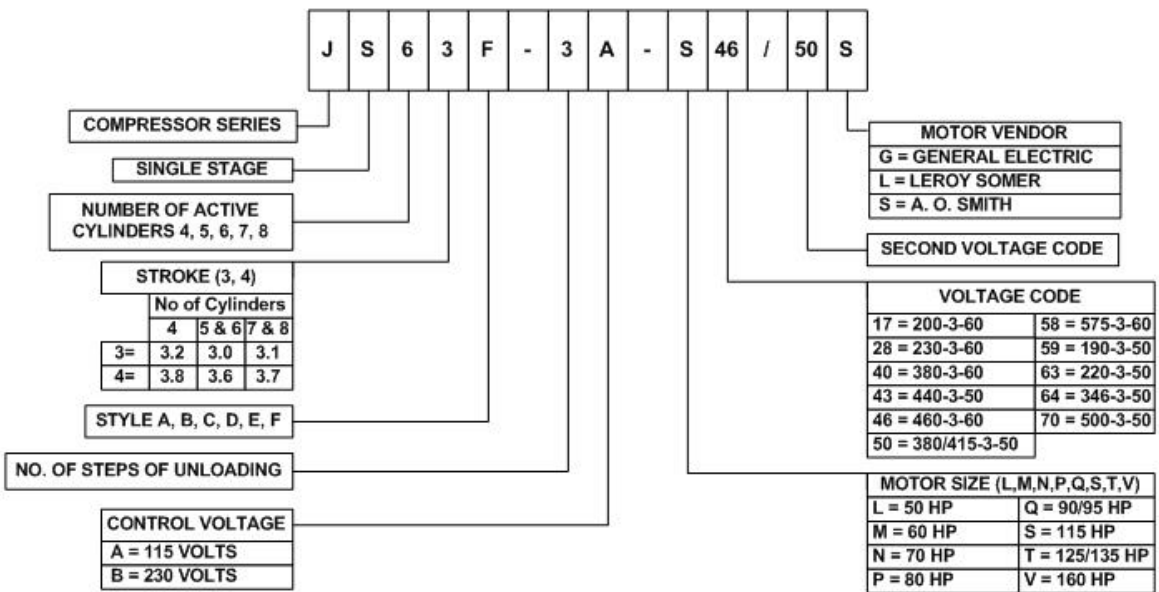 J S 6 3 F - 3 A - S 46 / 50 S
COMPRESSOR SERIES
SINGLE STAGE
NUMBER OF ACTIVE
CYLINDERS 4, 5, 6, 7, 8
STROKE (3, 4)
No of Cylinders
4 5 & 6 7 & 8
3= 3.2 3.0 3.1
4= 3.8 3.6 3.7
STYLE A, B, C, D, E, F
NO. OF STEPS OF UNLOADING
CONTROL VOLTAGE
A = 115 VOLTS
B = 230 VOLTS
MOTOR VENDOR
G = GENERAL ELECTRIC
L = LEROY SOMER
S = A. O. SMITH
SECOND VOLTAGE CODE
VOLTAGE CODE
17 = 200-3-60 58 = 575-3-60
28 = 230-3-60 59 = 190-3-50
40 = 380-3-60 63 = 220-3-50
43 = 440-3-50 64 = 346-3-50
46 = 460-3-60 70 = 500-3-50
50 = 380/415-3-50
MOTOR SIZE (L,M,N,P,Q,S,T,V)
L = 50 HP Q = 90/95 HP
M = 60 HP S = 115 HP
N = 70 HP T = 125/135 HP
P = 80 HP V = 160 HP